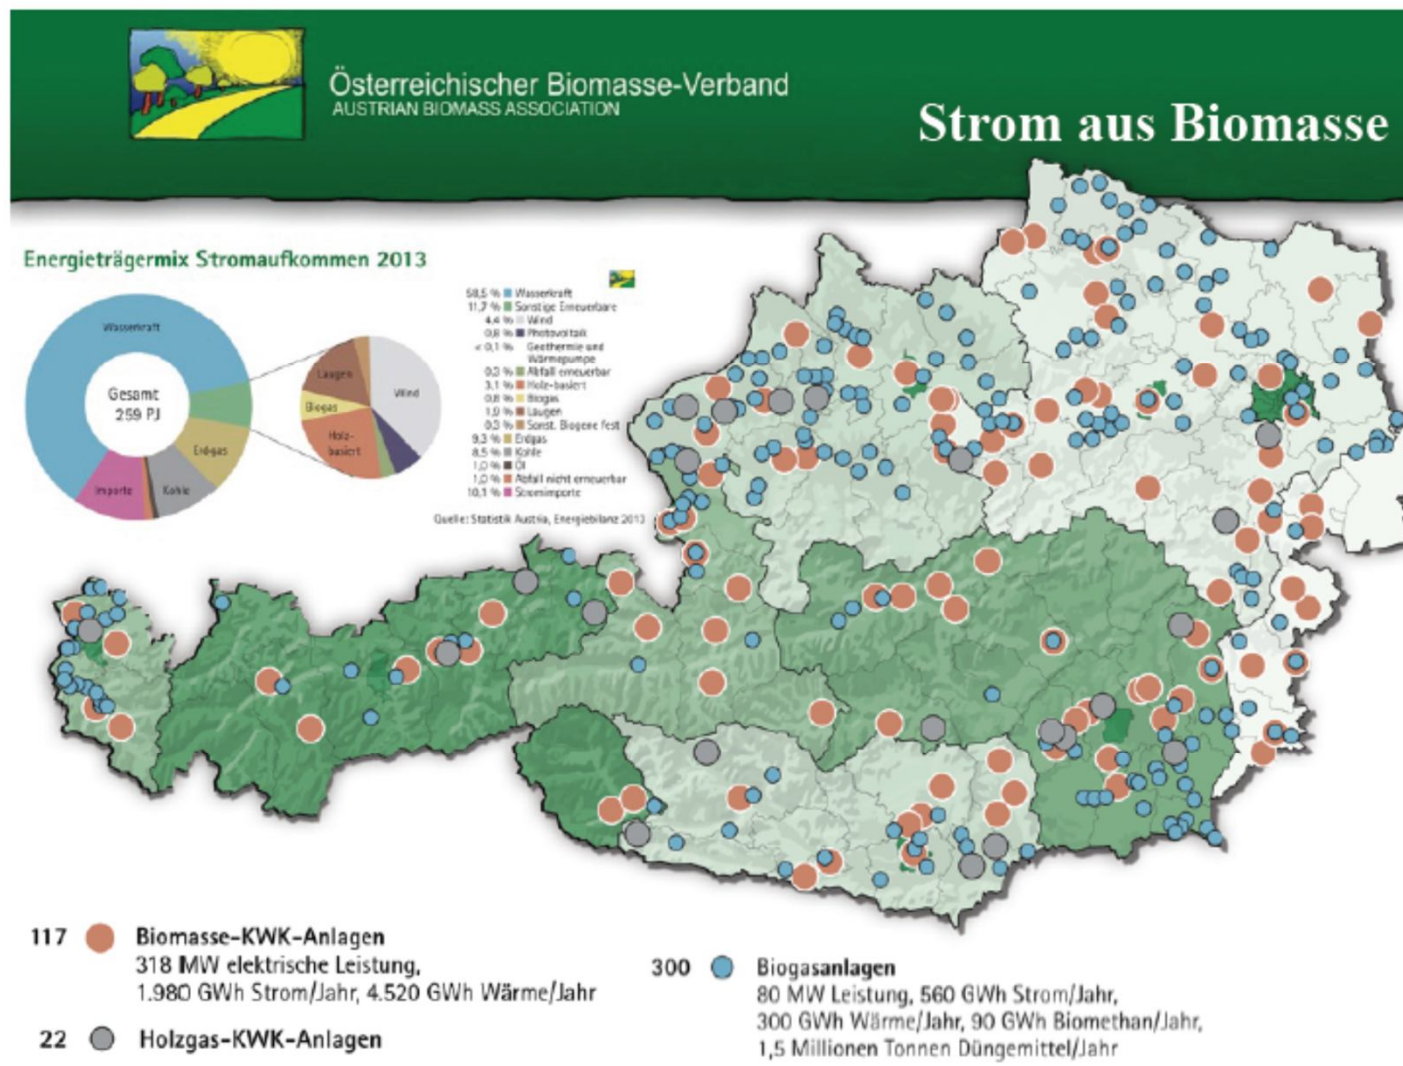 Österreichischer Biomasse-Verband
AUSTRIAN BIOMASS ASSOCIATION
Strom aus Biomasse
Energieträgermix Stromaufkommen 2013
Wasserkraft
Gesamt
259 PJ
Erdgas
Kohle
Importe
Laugen
Biogas
Holz-
basiert
Wind
58,5 % Wasserkraft
11,7 % Sonstige Erneuerbare
4,4 % Wind
0,8 % Photovoltaik
< 0,1 % Geothermie und
Wärmepumpe
0,3 % Abfall erneuerbar
3,1 % Holz-basiert
0,8 % Biogas
1,9 % Laugen
0,3 % Sonst. Biogene fest
9,3 % Erdgas
8,5 % Kohle
1,0 % Öl
1,0 % Abfall nicht erneuerbar
10,1 % Stromimporte
Quelle: Statistik Austria, Energiebilanz 2013
117 Biomasse-KWK-Anlagen
318 MW elektrische Leistung,
1.980 GWh Strom/Jahr, 4.520 GWh Wärme/Jahr
22 Holzgas-KWK-Anlagen
300 Biogasanlagen
80 MW Leistung, 560 GWh Strom/Jahr,
300 GWh Wärme/Jahr, 90 GWh Biomethan/Jahr,
1,5 Millionen Tonnen Düngemittel/Jahr